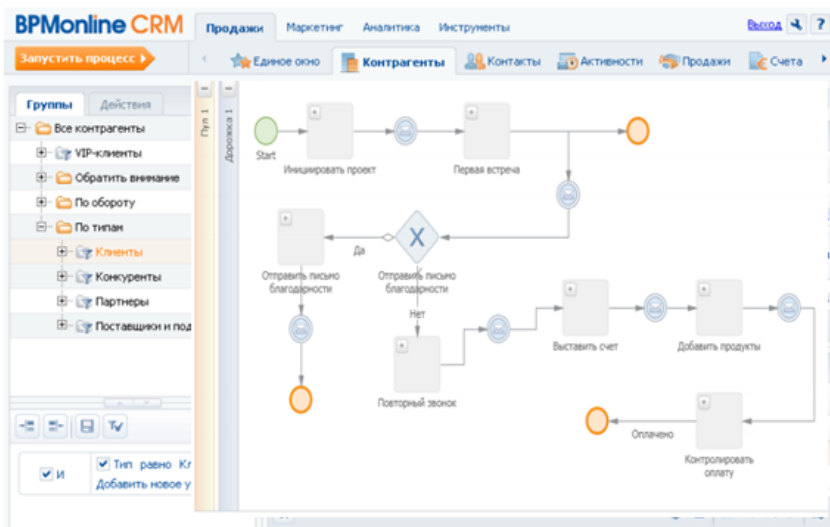 BPMonline CRM
Продажи Маркетинг Аналитика Инструменты
Выход ?
Запустить процесс
Единое окно Контрагенты Контакты Активности Продажи Счета
Группы Действия
Все контрагенты
VIP-клиенты
Обратить внимание
По обороту
По типам
Клиенты
Конкуренты
Партнеры
Поставщики и под
Тип равно Кл
И
Добавить новое у
Пул 1
Дорожка 1
Start
Инициировать проект
Первая встреча
Да
X
Отправить письмо
благодарности
Отправить письмо
благодарности
Нет
Повторный звонок
Выставить счет
Добавить продукты
Оплачено
Контролировать
оплату